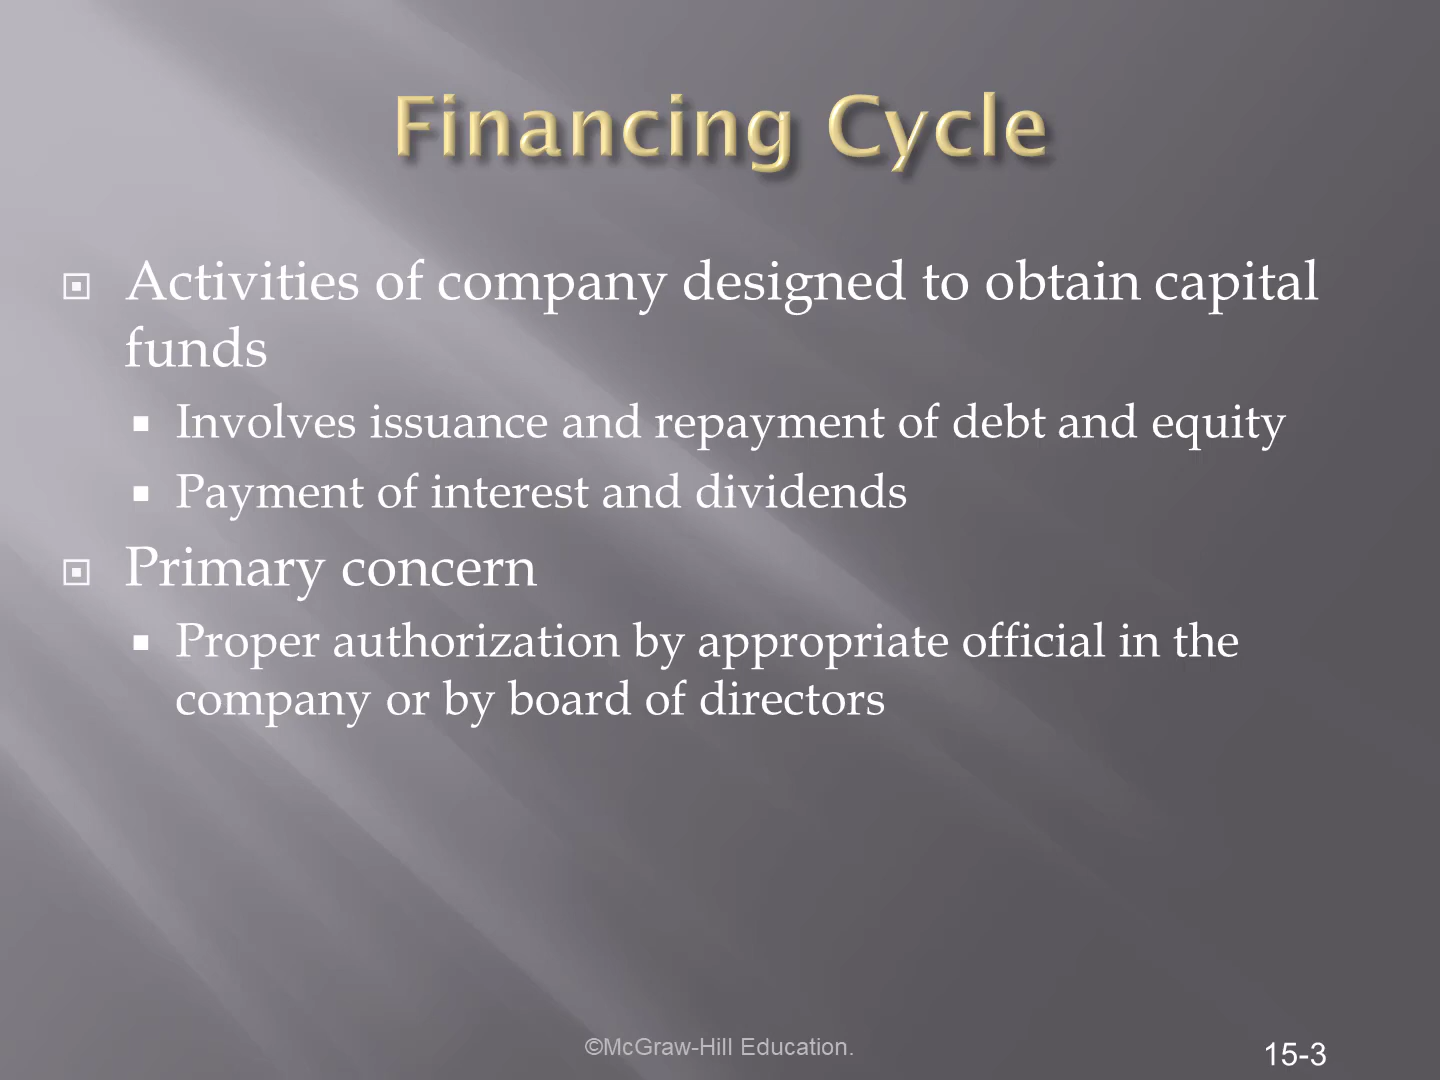 Financing Cycle
Activities of company designed to obtain capital
funds
Involves issuance and repayment of debt and equity
Payment of interest and dividends
Primary concern
Proper authorization by appropriate official in the
company or by board of directors
©McGraw-Hill Education.
15-3